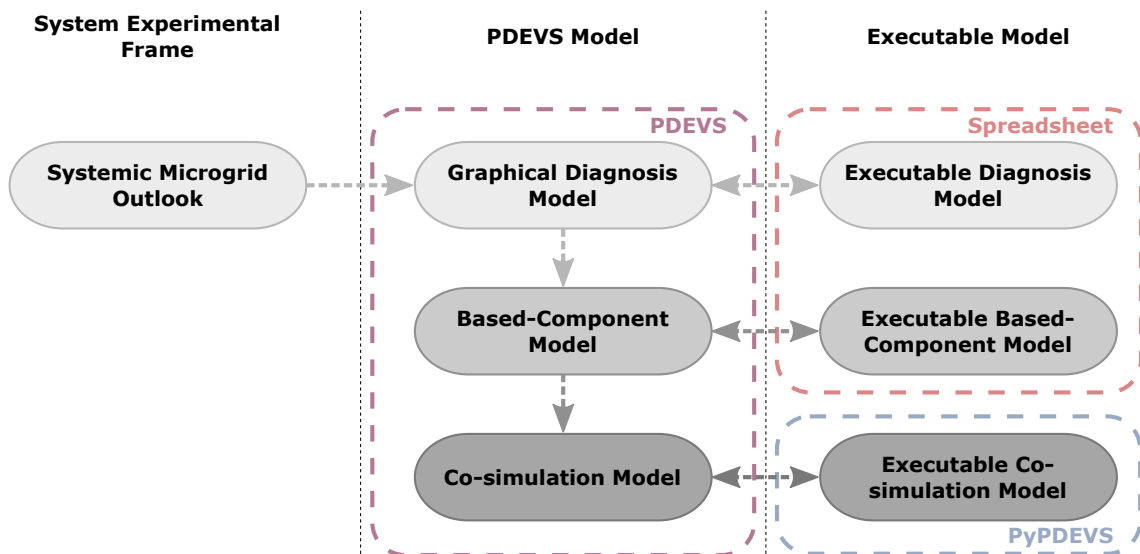 System Experimental
Frame
PDEVS Model
Executable Model
PDEVS
Spreadsheet
Systemic Microgrid
Outlook
Graphical Diagnosis
Model
Executable Diagnosis
Model
Based-Component
Model
Executable Based-
Component Model
Co-simulation Model
Executable Co-
simulation Model
PyPDEVS